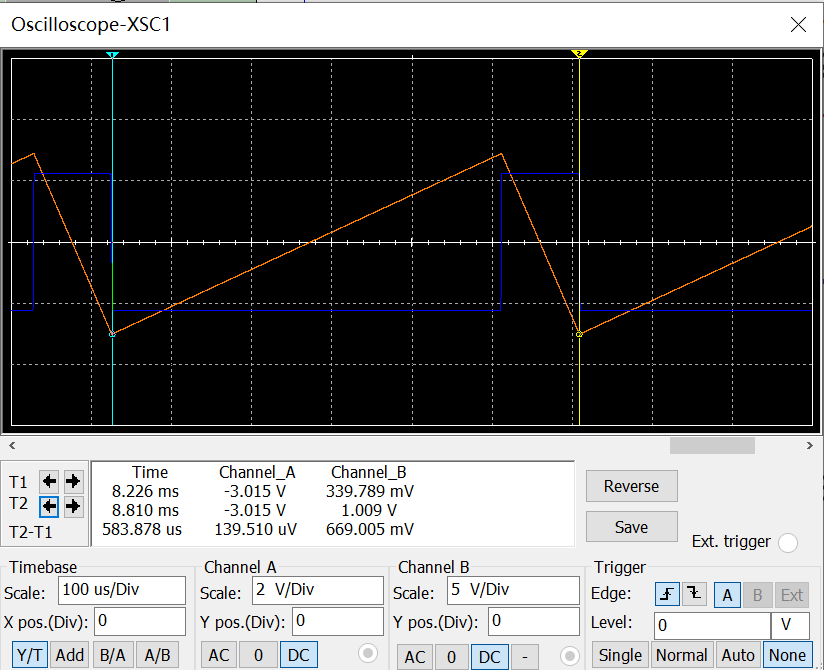 Oscilloscope-XSC1
1 2
Time Channel_A Channel_B
T1 8.226 ms -3.015 V 339.789 mV
T2 8.810 ms -3.015 V 1.009 V
T2-T1 583.878 us 139.510 uV 669.005 mV
Reverse
Save
Ext. trigger
Timebase Channel A Channel B Trigger
Scale: 100 us/Div Scale: 2 V/Div Scale: 5 V/Div Edge: A B Ext
X pos.(Div): 0 Y pos.(Div): 0 Y pos.(Div): 0 Level: 0 V
Y/T Add B/A A/B AC 0 DC AC 0 DC - Single Normal Auto None